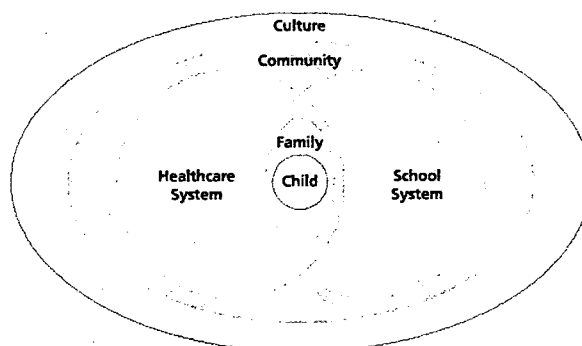 Culture
Community
Family
Healthcare
System
Child
School
System